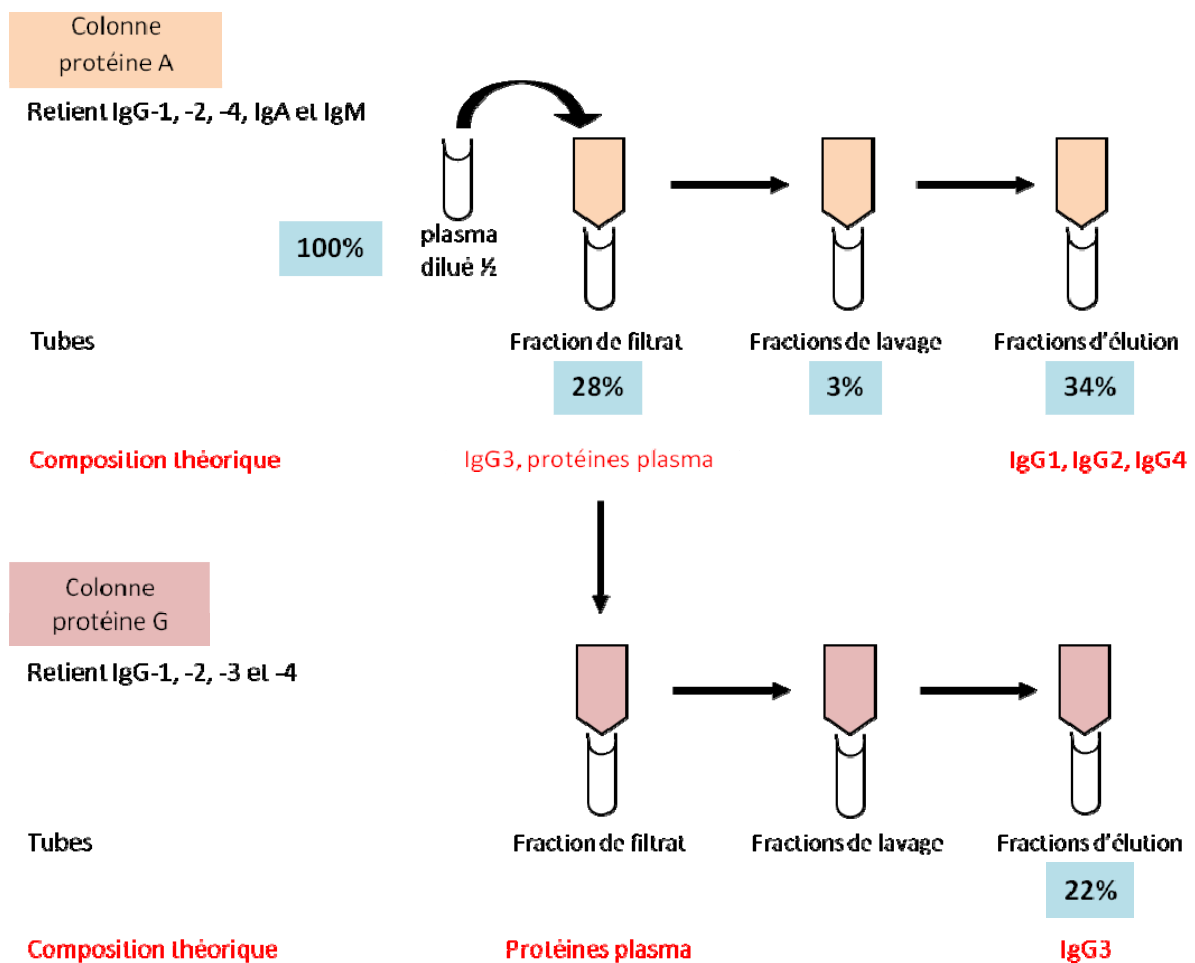 Colonne
protéine A
Retient IgG-1, -2, -4, IgA et IgM
100%
plasma
dilué ½
Tubes
Fraction de filtrat
Fractions de lavage
Fractions d'élution
28%
3%
34%
Composition théorique
IgG3, protéines plasma
IgG1, IgG2, IgG4
Colonne
protéine G
Retient IgG-1, -2, -3 et -4
Tubes
Fraction de filtrat
Fractions de lavage
Fractions d'élution
22%
Composition théorique
Protéines plasma
IgG3